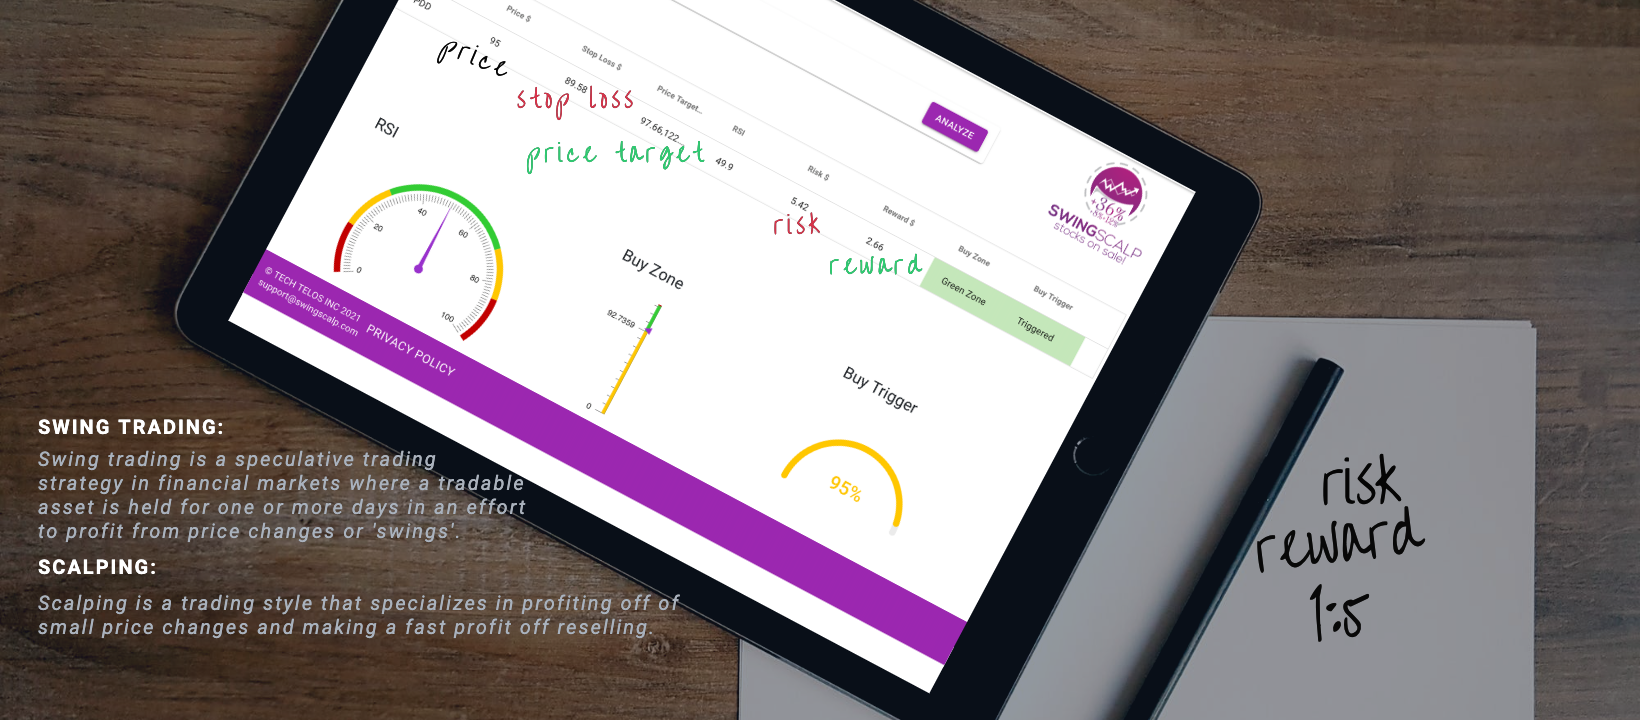 PDD
Price $
95
price
Stop Loss $
89.58
stop loss
Price Target...
97.66,122...
price target
RSI
49.9
Risk $
5.42
risk
Reward $
2.66
reward
Buy Zone
Green Zone
Buy Trigger
Triggered
ANALYZE
+36%
SWINGSCALP
stocks on sale!
RSI
0
20
40
60
80
100
Buy Zone
92.7359
0
Buy Trigger
95%
© TECH TELOS INC 2021
support@swingscalp.com
PRIVACY POLICY
SWING TRADING:
Swing trading is a speculative trading
strategy in financial markets where a tradable
asset is held for one or more days in an effort
to profit from price changes or 'swings'.
SCALPING:
Scalping is a trading style that specializes in profiting off of
small price changes and making a fast profit off reselling.
risk
reward
1:5